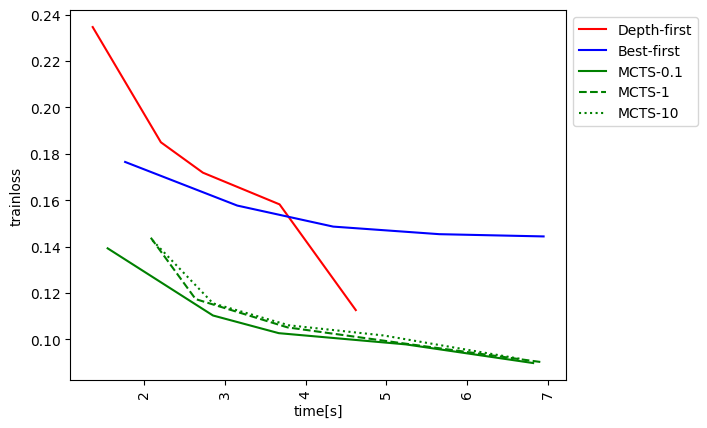 0.24
0.22
0.20
0.18
0.16
0.14
0.12
0.10
trainloss
2
3
4
5
6
7
time[s]
Depth-first
Best-first
MCTS-0.1
MCTS-1
MCTS-10